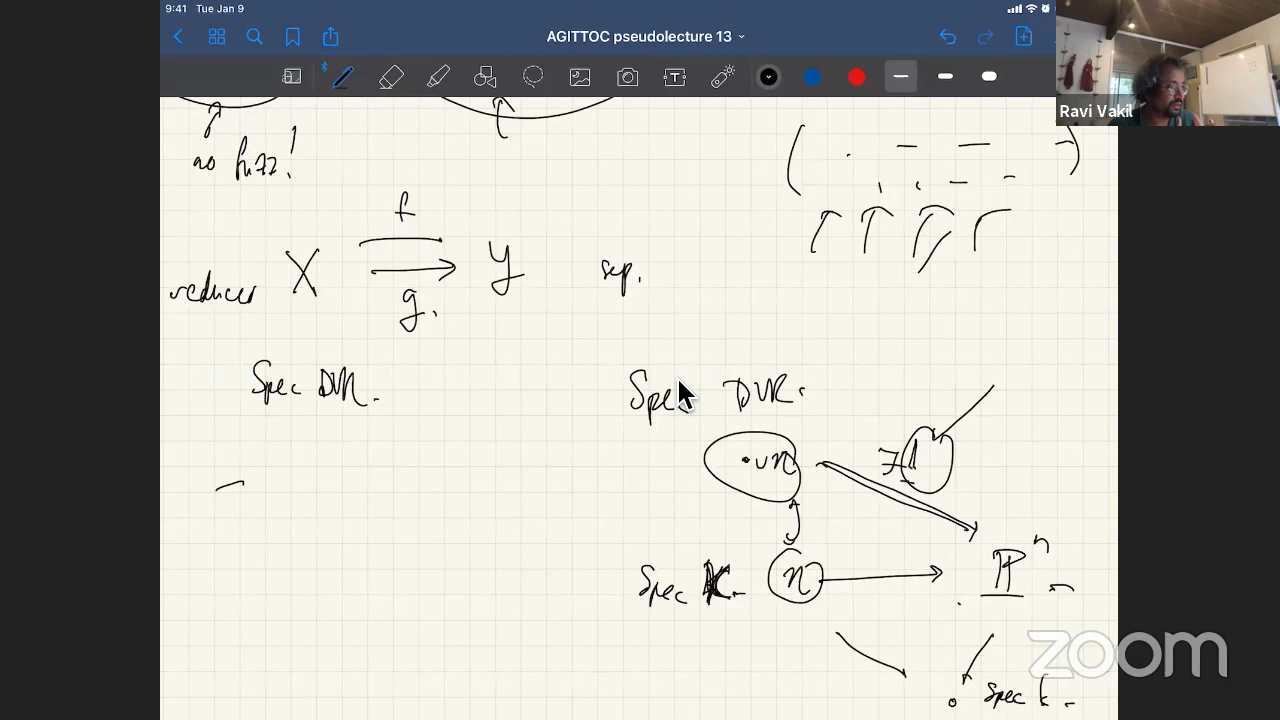 9:41 Tue Jan 9
AGITTOC pseudolecture 13
Ravi Vakil
no fuzz!
f
reduced X → Y sep.
g.
Spec DVR.
Spec DVR.
∃1
Spec K. η → ℙⁿ
Spec k.
zoom